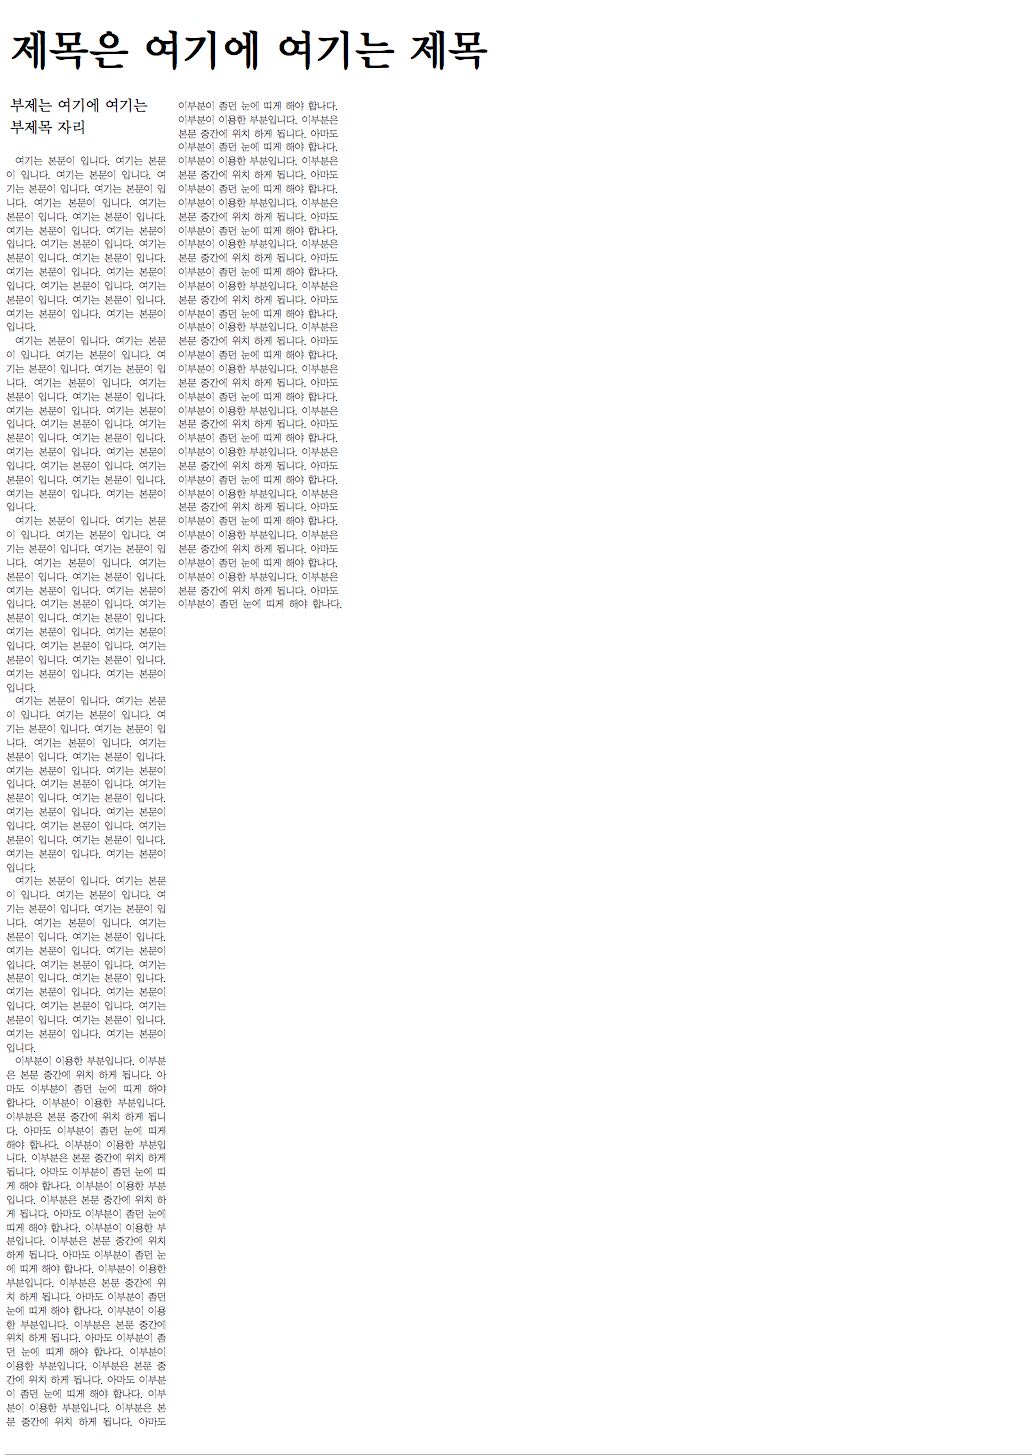 제목은 여기에 여기는 제목
부제는 여기에 여기는
부제목 자리
여기는 본문이 입니다. 여기는 본문
이 입니다. 여기는 본문이 입니다. 여
기는 본문이 입니다. 여기는 본문이 입
니다. 여기는 본문이 입니다. 여기는
본문이 입니다. 여기는 본문이 입니다.
여기는 본문이 입니다. 여기는 본문이
입니다. 여기는 본문이 입니다. 여기는
본문이 입니다. 여기는 본문이 입니다.
여기는 본문이 입니다. 여기는 본문이
입니다. 여기는 본문이 입니다. 여기는
본문이 입니다. 여기는 본문이 입니다.
여기는 본문이 입니다. 여기는 본문이
입니다.
여기는 본문이 입니다. 여기는 본문
이 입니다. 여기는 본문이 입니다. 여
기는 본문이 입니다. 여기는 본문이 입
니다. 여기는 본문이 입니다. 여기는
본문이 입니다. 여기는 본문이 입니다.
여기는 본문이 입니다. 여기는 본문이
입니다. 여기는 본문이 입니다. 여기는
본문이 입니다. 여기는 본문이 입니다.
여기는 본문이 입니다. 여기는 본문이
입니다. 여기는 본문이 입니다. 여기는
본문이 입니다. 여기는 본문이 입니다.
여기는 본문이 입니다. 여기는 본문이
입니다.
여기는 본문이 입니다. 여기는 본문
이 입니다. 여기는 본문이 입니다. 여
기는 본문이 입니다. 여기는 본문이 입
니다. 여기는 본문이 입니다. 여기는
본문이 입니다. 여기는 본문이 입니다.
여기는 본문이 입니다. 여기는 본문이
입니다. 여기는 본문이 입니다. 여기는
본문이 입니다. 여기는 본문이 입니다.
여기는 본문이 입니다. 여기는 본문이
입니다. 여기는 본문이 입니다. 여기는
본문이 입니다. 여기는 본문이 입니다.
여기는 본문이 입니다. 여기는 본문이
입니다.
여기는 본문이 입니다. 여기는 본문
이 입니다. 여기는 본문이 입니다. 여
기는 본문이 입니다. 여기는 본문이 입
니다. 여기는 본문이 입니다. 여기는
본문이 입니다. 여기는 본문이 입니다.
여기는 본문이 입니다. 여기는 본문이
입니다. 여기는 본문이 입니다. 여기는
본문이 입니다. 여기는 본문이 입니다.
여기는 본문이 입니다. 여기는 본문이
입니다. 여기는 본문이 입니다. 여기는
본문이 입니다. 여기는 본문이 입니다.
여기는 본문이 입니다. 여기는 본문이
입니다.
여기는 본문이 입니다. 여기는 본문
이 입니다. 여기는 본문이 입니다. 여
기는 본문이 입니다. 여기는 본문이 입
니다. 여기는 본문이 입니다. 여기는
본문이 입니다. 여기는 본문이 입니다.
여기는 본문이 입니다. 여기는 본문이
입니다. 여기는 본문이 입니다. 여기는
본문이 입니다. 여기는 본문이 입니다.
여기는 본문이 입니다. 여기는 본문이
입니다. 여기는 본문이 입니다. 여기는
본문이 입니다. 여기는 본문이 입니다.
여기는 본문이 입니다. 여기는 본문이
입니다.
이부분이 이용한 부분입니다. 이부분
은 본문 중간에 위치 하게 됩니다. 아
마도 이부분이 좀던 눈에 띠게 해야
합나다. 이부분이 이용한 부분입니다.
이부분은 본문 중간에 위치 하게 됩니
다. 아마도 이부분이 좀던 눈에 띠게
해야 합나다. 이부분이 이용한 부분입
니다. 이부분은 본문 중간에 위치 하게
됩니다. 아마도 이부분이 좀던 눈에 띠
게 해야 합나다. 이부분이 이용한 부분
입니다. 이부분은 본문 중간에 위치 하
게 됩니다. 아마도 이부분이 좀던 눈에
띠게 해야 합나다. 이부분이 이용한 부
분입니다. 이부분은 본문 중간에 위치
하게 됩니다. 아마도 이부분이 좀던 눈
에 띠게 해야 합나다. 이부분이 이용한
부분입니다. 이부분은 본문 중간에 위
치 하게 됩니다. 아마도 이부분이 좀던
눈에 띠게 해야 합나다. 이부분이 이용
한 부분입니다. 이부분은 본문 중간에
위치 하게 됩니다. 아마도 이부분이 좀
던 눈에 띠게 해야 합나다. 이부분이
이용한 부분입니다. 이부분은 본문 중
간에 위치 하게 됩니다. 아마도 이부분
이 좀던 눈에 띠게 해야 합나다. 이부
분이 이용한 부분입니다. 이부분은 본
문 중간에 위치 하게 됩니다. 아마도
이부분이 좀던 눈에 띠게 해야 합나다.
이부분이 이용한 부분입니다. 이부분은
본문 중간에 위치 하게 됩니다. 아마도
이부분이 좀던 눈에 띠게 해야 합나다.
이부분이 이용한 부분입니다. 이부분은
본문 중간에 위치 하게 됩니다. 아마도
이부분이 좀던 눈에 띠게 해야 합나다.
이부분이 이용한 부분입니다. 이부분은
본문 중간에 위치 하게 됩니다. 아마도
이부분이 좀던 눈에 띠게 해야 합나다.
이부분이 이용한 부분입니다. 이부분은
본문 중간에 위치 하게 됩니다. 아마도
이부분이 좀던 눈에 띠게 해야 합나다.
이부분이 이용한 부분입니다. 이부분은
본문 중간에 위치 하게 됩니다. 아마도
이부분이 좀던 눈에 띠게 해야 합나다.
이부분이 이용한 부분입니다. 이부분은
본문 중간에 위치 하게 됩니다. 아마도
이부분이 좀던 눈에 띠게 해야 합나다.
이부분이 이용한 부분입니다. 이부분은
본문 중간에 위치 하게 됩니다. 아마도
이부분이 좀던 눈에 띠게 해야 합나다.
이부분이 이용한 부분입니다. 이부분은
본문 중간에 위치 하게 됩니다. 아마도
이부분이 좀던 눈에 띠게 해야 합나다.
이부분이 이용한 부분입니다. 이부분은
본문 중간에 위치 하게 됩니다. 아마도
이부분이 좀던 눈에 띠게 해야 합나다.
이부분이 이용한 부분입니다. 이부분은
본문 중간에 위치 하게 됩니다. 아마도
이부분이 좀던 눈에 띠게 해야 합나다.
이부분이 이용한 부분입니다. 이부분은
본문 중간에 위치 하게 됩니다. 아마도
이부분이 좀던 눈에 띠게 해야 합나다.
이부분이 이용한 부분입니다. 이부분은
본문 중간에 위치 하게 됩니다. 아마도
이부분이 좀던 눈에 띠게 해야 합나다.